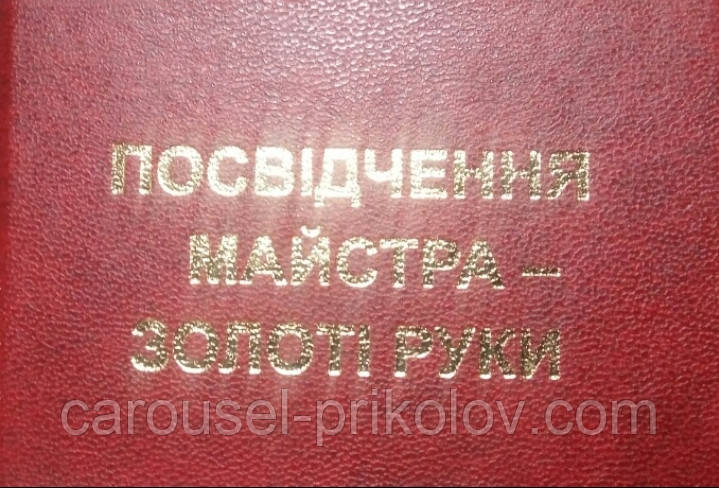 ПОСВІДЧЕННЯ
МАЙСТРА –
ЗОЛОТІ РУКИ
carousel-prikolov.com